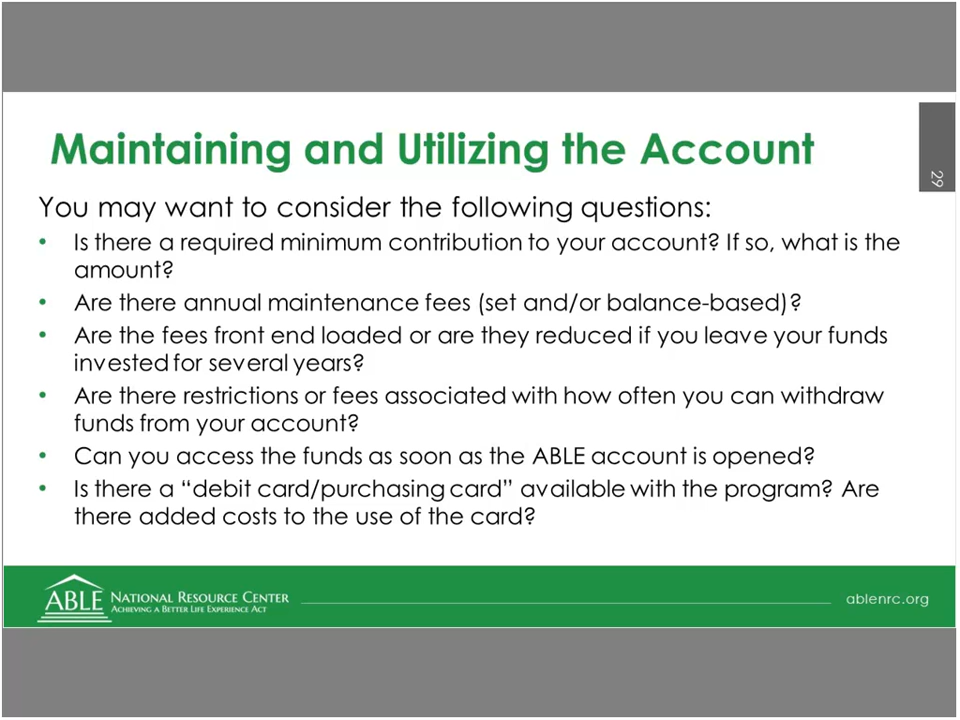 Maintaining and Utilizing the Account
29
You may want to consider the following questions:
• Is there a required minimum contribution to your account? If so, what is the
amount?
• Are there annual maintenance fees (set and/or balance-based)?
• Are the fees front end loaded or are they reduced if you leave your funds
invested for several years?
• Are there restrictions or fees associated with how often you can withdraw
funds from your account?
• Can you access the funds as soon as the ABLE account is opened?
• Is there a “debit card/purchasing card” available with the program? Are
there added costs to the use of the card?
ABLE NATIONAL RESOURCE CENTER
ACHIEVING A BETTER LIFE EXPERIENCE ACT
ablenrc.org